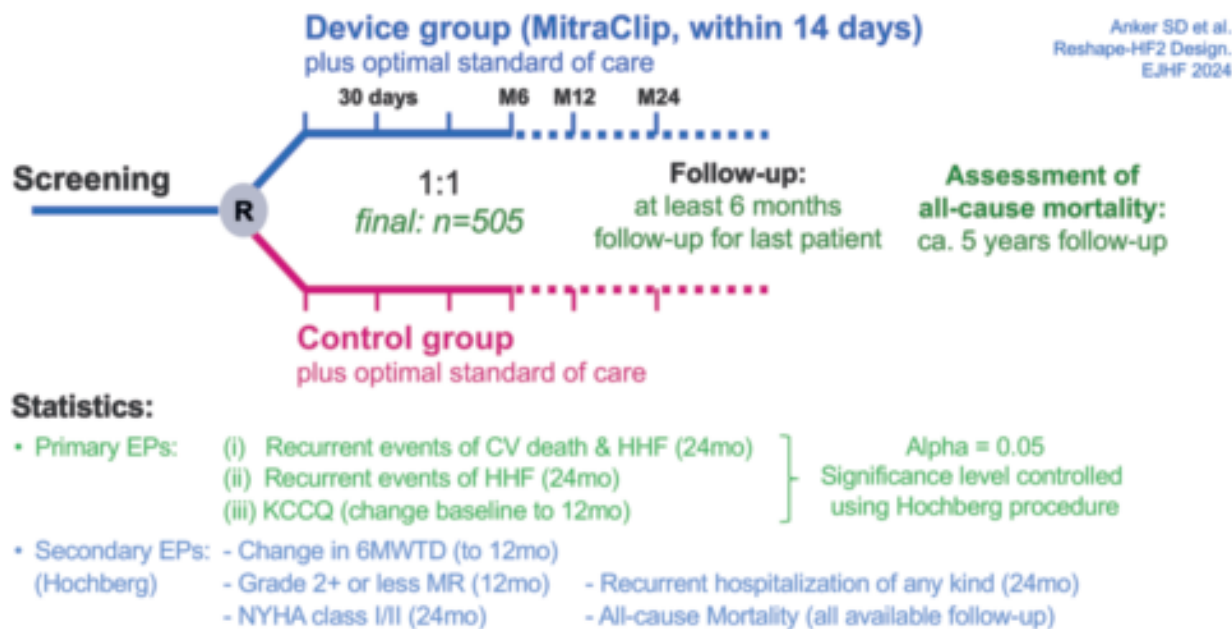 Device group (MitraClip, within 14 days)
plus optimal standard of care
Anker SD et al.
Reshape-HF2 Design.
EJHF 2024
30 days
M6
M12
M24
Screening
R
1:1
final: n=505
Follow-up:
at least 6 months
follow-up for last patient
Assessment of
all-cause mortality:
ca. 5 years follow-up
Control group
plus optimal standard of care
Statistics:
• Primary EPs: (i) Recurrent events of CV death & HHF (24mo)
(ii) Recurrent events of HHF (24mo)
(iii) KCCQ (change baseline to 12mo)
Alpha = 0.05
Significance level controlled
using Hochberg procedure
• Secondary EPs: - Change in 6MWTD (to 12mo)
(Hochberg) - Grade 2+ or less MR (12mo) - Recurrent hospitalization of any kind (24mo)
- NYHA class I/II (24mo) - All-cause Mortality (all available follow-up)